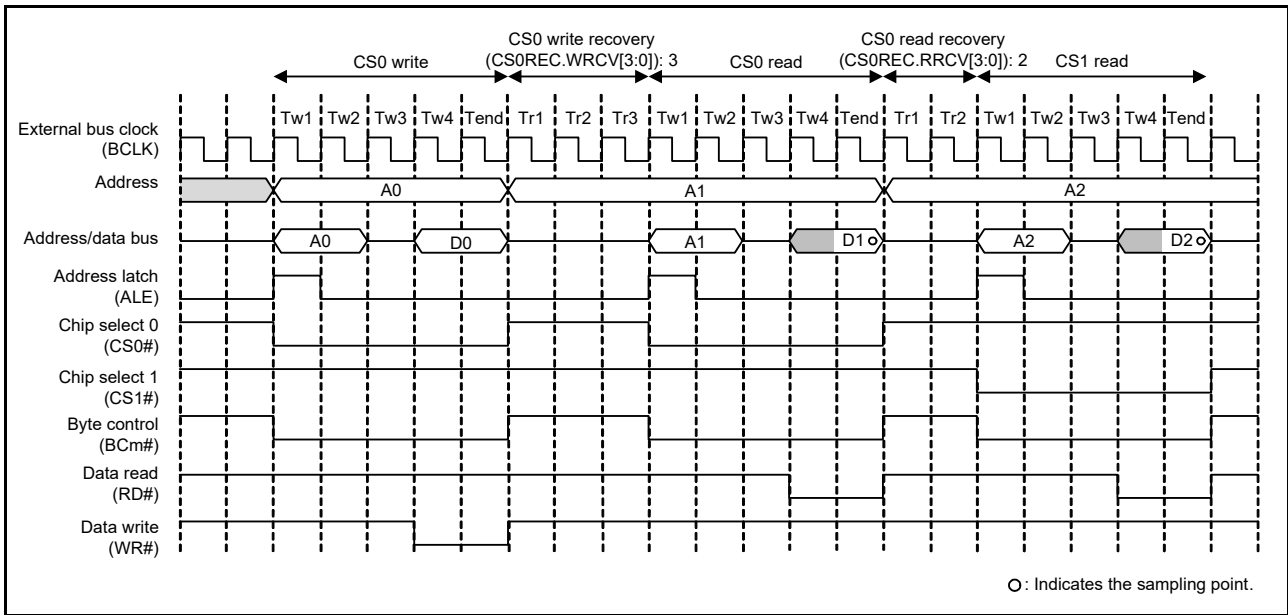 CS0 write recovery
(CS0REC.WRCV[3:0]): 3
CS0 read recovery
(CS0REC.RRCV[3:0]): 2
CS0 write
CS0 read
CS1 read
Tw1 Tw2 Tw3 Tw4 Tend Tr1 Tr2 Tr3 Tw1 Tw2 Tw3 Tw4 Tend Tr1 Tr2 Tw1 Tw2 Tw3 Tw4 Tend
External bus clock
(BCLK)
Address
A0 A1 A2
Address/data bus
A0 D0 A1 D1 A2 D2
Address latch
(ALE)
Chip select 0
(CS0#)
Chip select 1
(CS1#)
Byte control
(BCm#)
Data read
(RD#)
Data write
(WR#)
: Indicates the sampling point.